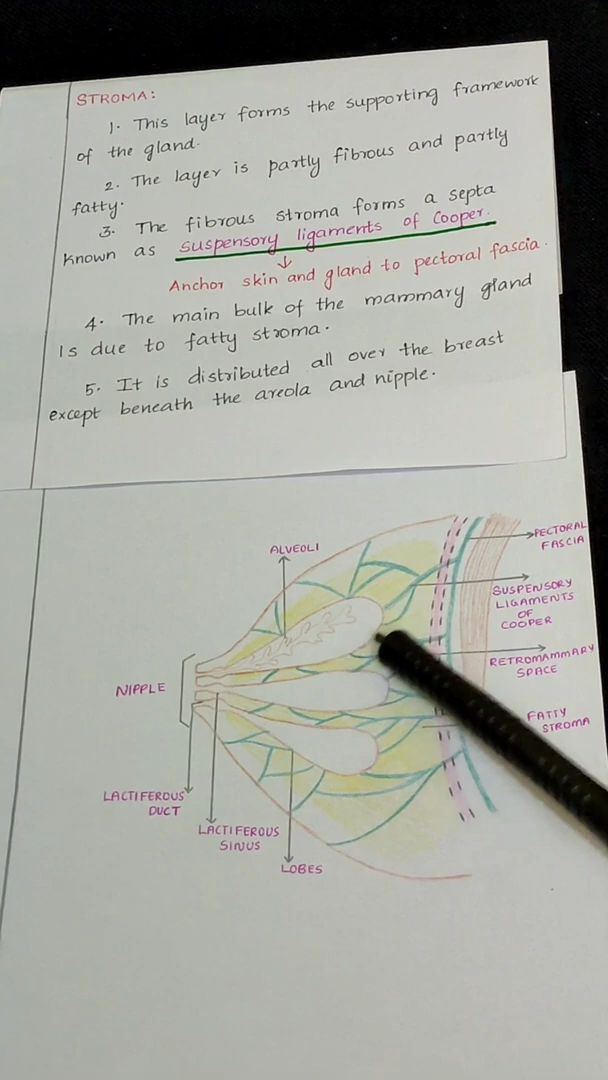 STROMA:
1. This layer forms the supporting framework
of the gland.
2. The layer is partly fibrous and partly
fatty.
3. The fibrous stroma forms a septa
known as suspensory ligaments of Cooper.
↓
Anchor skin and gland to pectoral fascia.
4. The main bulk of the mammary gland
Is due to fatty stroma.
5. It is distributed all over the breast
except beneath the areola and nipple.
ALVEOLI
PECTORAL
FASCIA
SUSPENSORY
LIGAMENTS
OF
COOPER
RETROMAMMARY
SPACE
FATTY
STROMA
NIPPLE
LACTIFEROUS
DUCT
LACTIFEROUS
SINUS
LOBES